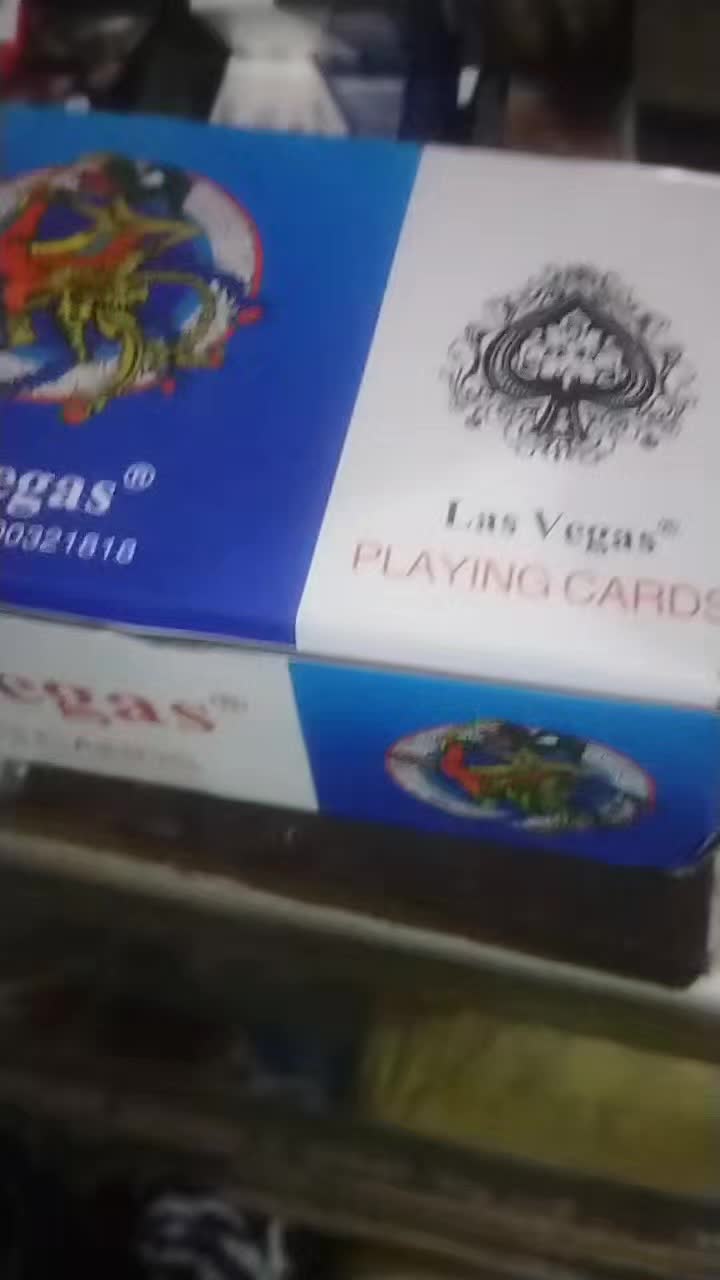 egas®
00321818
Las Vegas®
PLAYING CARDS
egas®